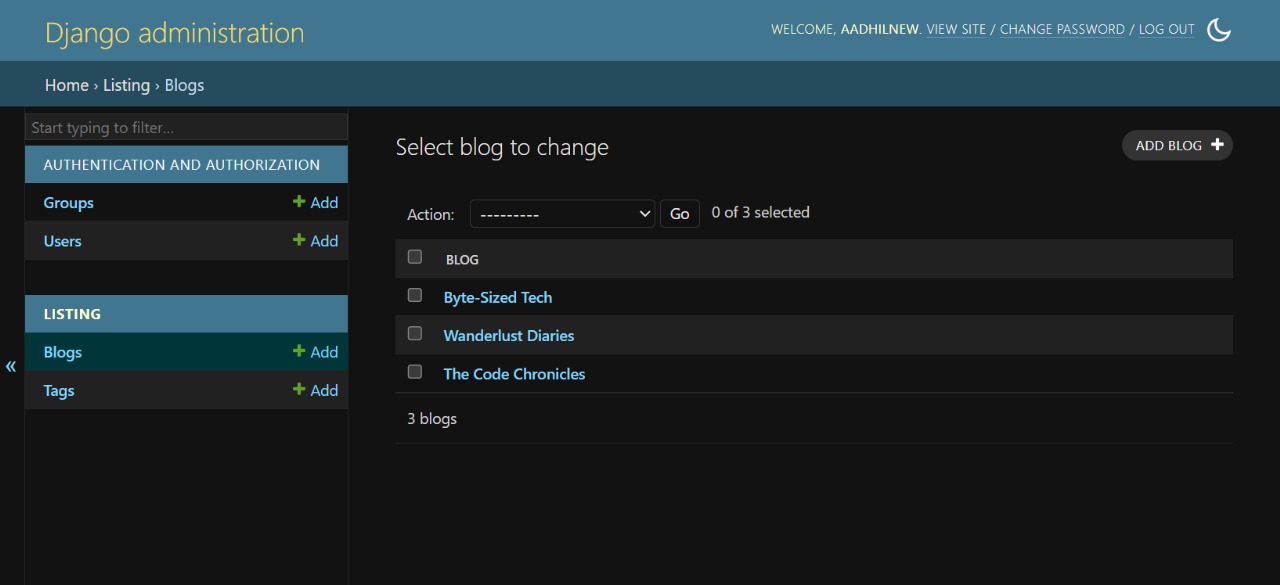 Django administration
WELCOME, AADHILNEW. VIEW SITE / CHANGE PASSWORD / LOG OUT
Home › Listing › Blogs
Start typing to filter...
AUTHENTICATION AND AUTHORIZATION
Groups + Add
Users + Add
LISTING
Blogs + Add
Tags + Add
«
Select blog to change
ADD BLOG +
Action: --------- Go 0 of 3 selected
BLOG
Byte-Sized Tech
Wanderlust Diaries
The Code Chronicles
3 blogs